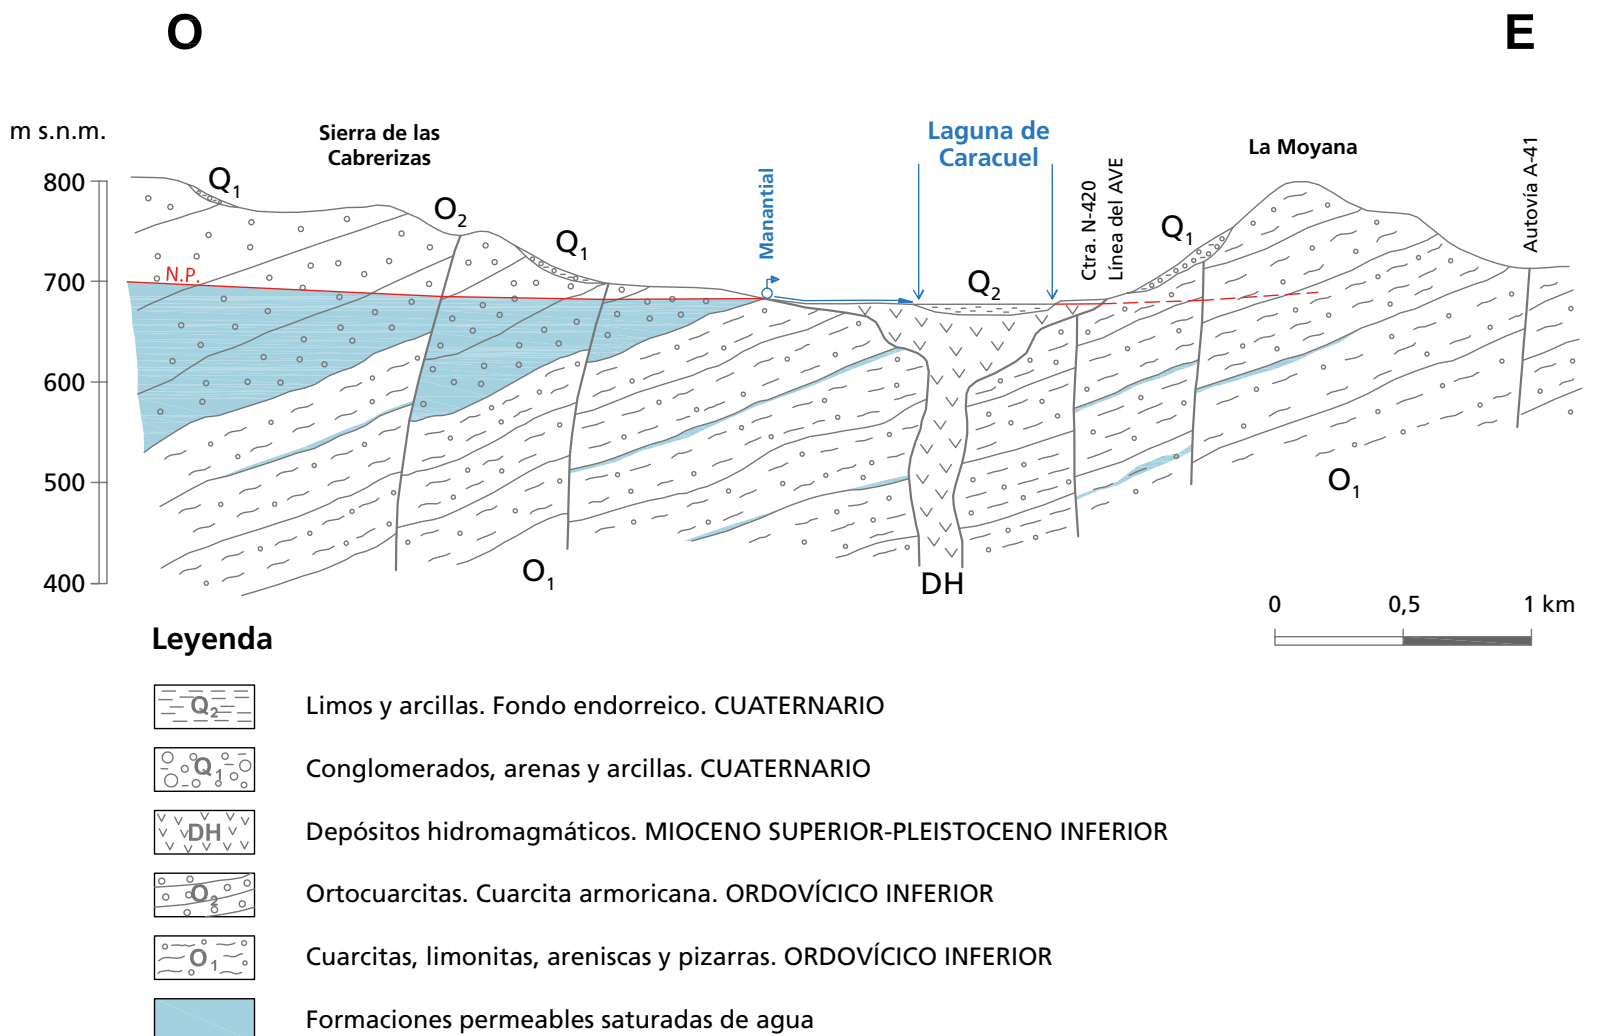 O
E
m s.n.m.
Sierra de las
Cabrerizas
Laguna de
Caracuel
La Moyana
Autovía A-41
Manantial
Ctra. N-420
Línea del AVE
800
Q1
O2
Q1
Q1
700
N.P.
Q2
600
500
O1
O1
400
DH
0
0,5
1 km
Leyenda
Q2
Limos y arcillas. Fondo endorreico. CUATERNARIO
Q1
Conglomerados, arenas y arcillas. CUATERNARIO
DH
Depósitos hidromagmáticos. MIOCENO SUPERIOR-PLEISTOCENO INFERIOR
O2
Ortocuarcitas. Cuarcita armoricana. ORDOVÍCICO INFERIOR
O1
Cuarcitas, limonitas, areniscas y pizarras. ORDOVÍCICO INFERIOR
Formaciones permeables saturadas de agua